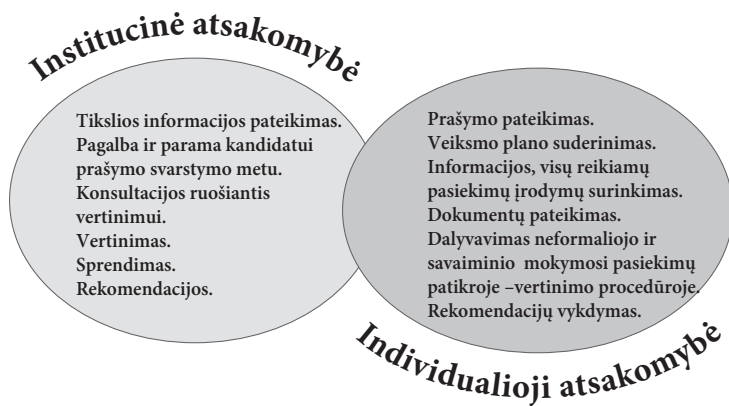 Institucinė atsakomybė
Tikslios informacijos pateikimas.
Pagalba ir parama kandidatui
prašymo svarstymo metu.
Konsultacijos ruošiantis
vertinimui.
Vertinimas.
Sprendimas.
Rekomendacijos.
Prašymo pateikimas.
Veiksmo plano suderinimas.
Informacijos, visų reikiamų
pasiekimų įrodymų surinkimas.
Dokumentų pateikimas.
Dalyvavimas neformaliojo ir
savaiminio mokymosi pasiekimų
patikroje –vertinimo procedūroje.
Rekomendacijų vykdymas.
Individualioji atsakomybė